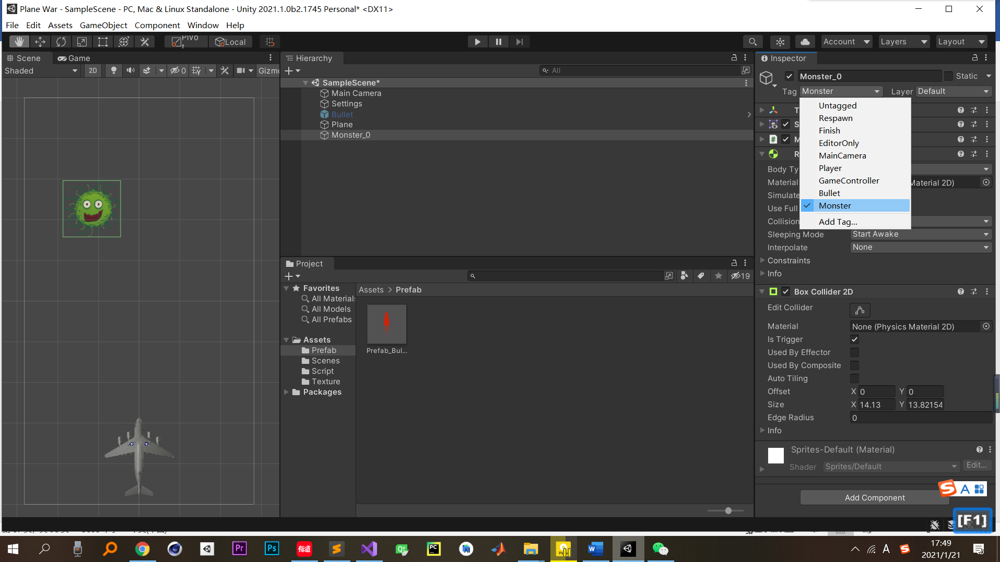 Plane War - SampleScene - PC, Mac & Linux Standalone - Unity 2021.1.0b2.1745 Personal* <DX11>
File Edit Assets GameObject Component Window Help
Pivot Local Account Layers Layout
Scene Game
Shaded 2D 0 Gizmo
Hierarchy
All
SampleScene*
Main Camera
Settings
Bullet
Plane
Monster_0
Project
19
Favorites
All Materials
All Models
All Prefabs
Assets
Prefab
Scenes
Script
Texture
Packages
Assets > Prefab
Prefab_Bul...
Inspector
Monster_0 Static
Tag Monster Layer Default
Untagged
Respawn
Finish
EditorOnly
MainCamera
Player
GameController
Bullet
Monster
Add Tag...
T
S
M
R
Body Ty
Material Material 2D)
Simulate
Use Full
Collision
Sleeping Mode Start Awake
Interpolate None
Constraints
Info
Box Collider 2D
Edit Collider
Material None (Physics Material 2D)
Is Trigger
Used By Effector
Used By Composite
Auto Tiling
Offset X 0 Y 0
Size X 14.13 Y 13.82154
Edge Radius 0
Info
Sprites-Default (Material)
Shader Sprites/Default Edit...
Add Component
S A
[F1]
Pr Ps 有道 Qt PC W
A S
17:49
2021/1/21